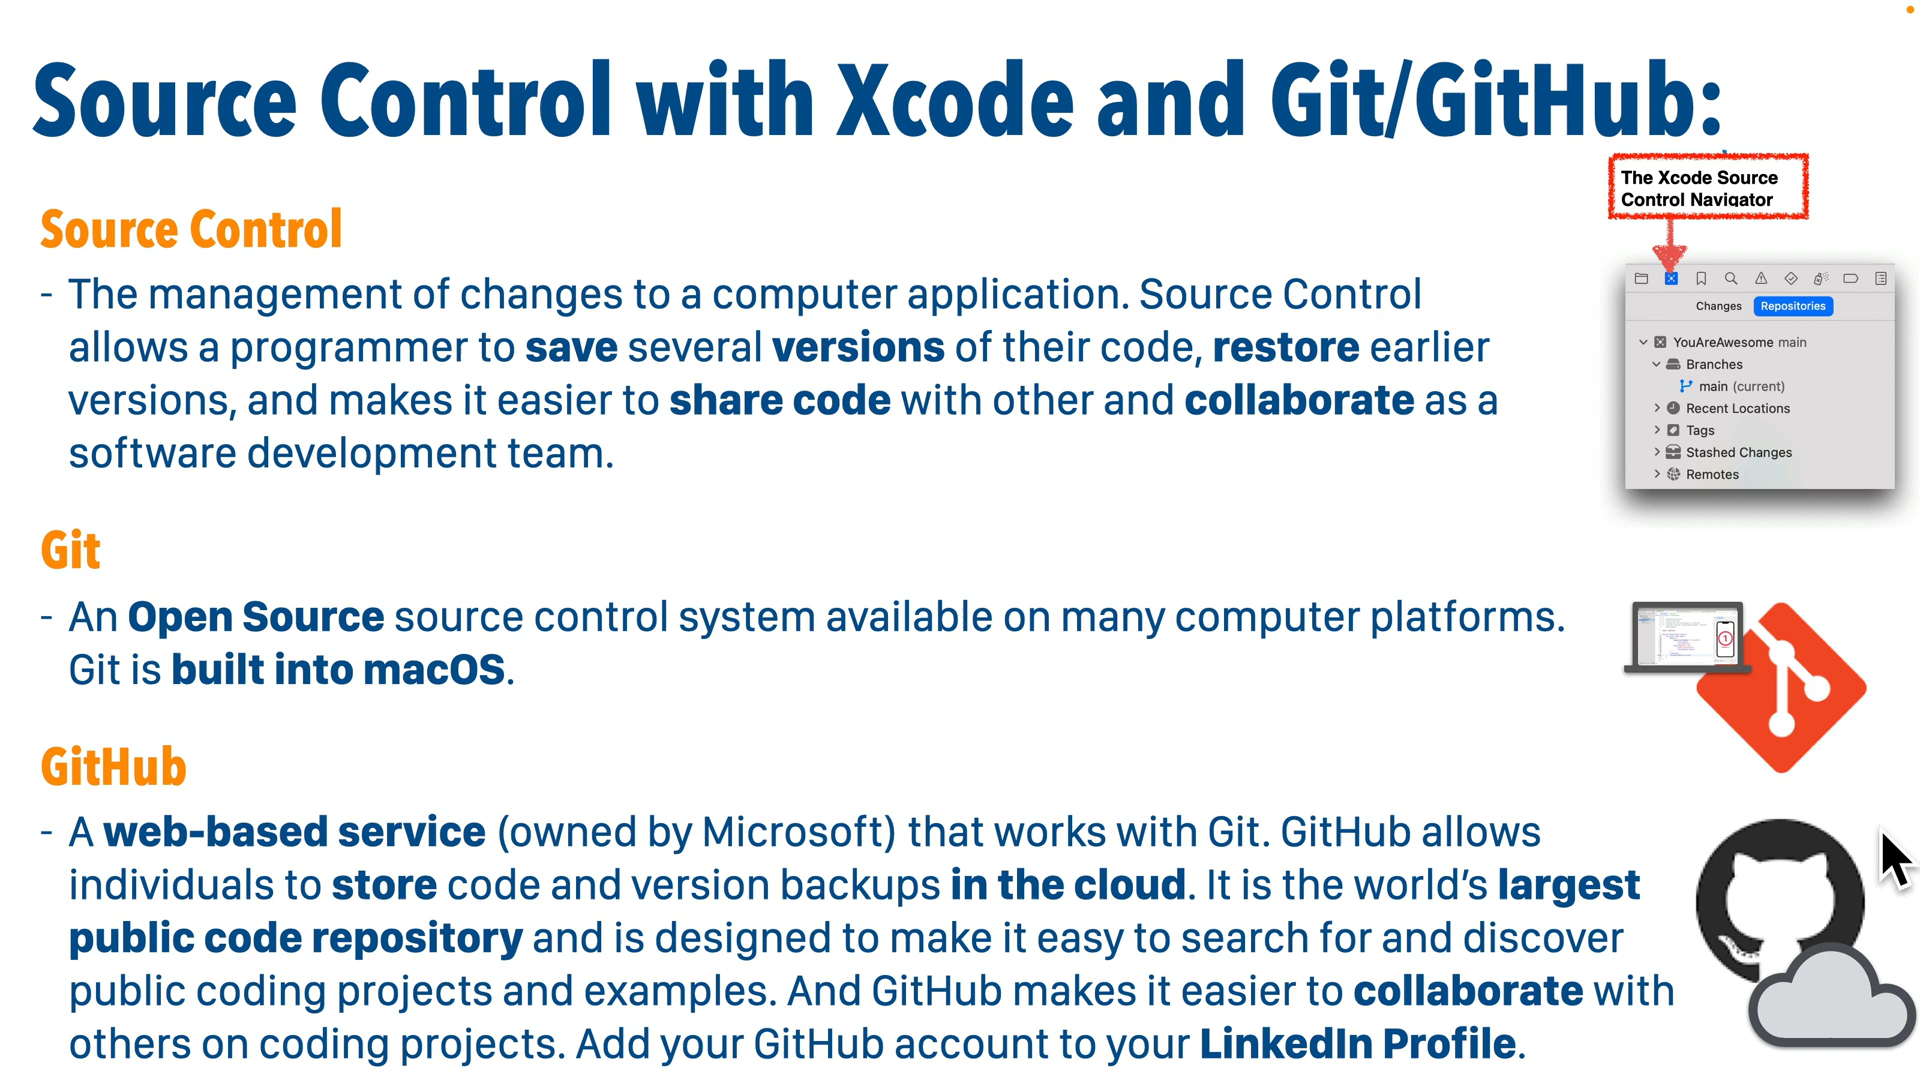 Source Control with Xcode and Git/GitHub:
The Xcode Source
Control Navigator
Source Control
- The management of changes to a computer application. Source Control
allows a programmer to save several versions of their code, restore earlier
versions, and makes it easier to share code with other and collaborate as a
software development team.
Changes Repositories
YouAreAwesome main
Branches
main (current)
Recent Locations
Tags
Stashed Changes
Remotes
Git
- An Open Source source control system available on many computer platforms.
Git is built into macOS.
1
GitHub
- A web-based service (owned by Microsoft) that works with Git. GitHub allows
individuals to store code and version backups in the cloud. It is the world’s largest
public code repository and is designed to make it easy to search for and discover
public coding projects and examples. And GitHub makes it easier to collaborate with
others on coding projects. Add your GitHub account to your LinkedIn Profile.